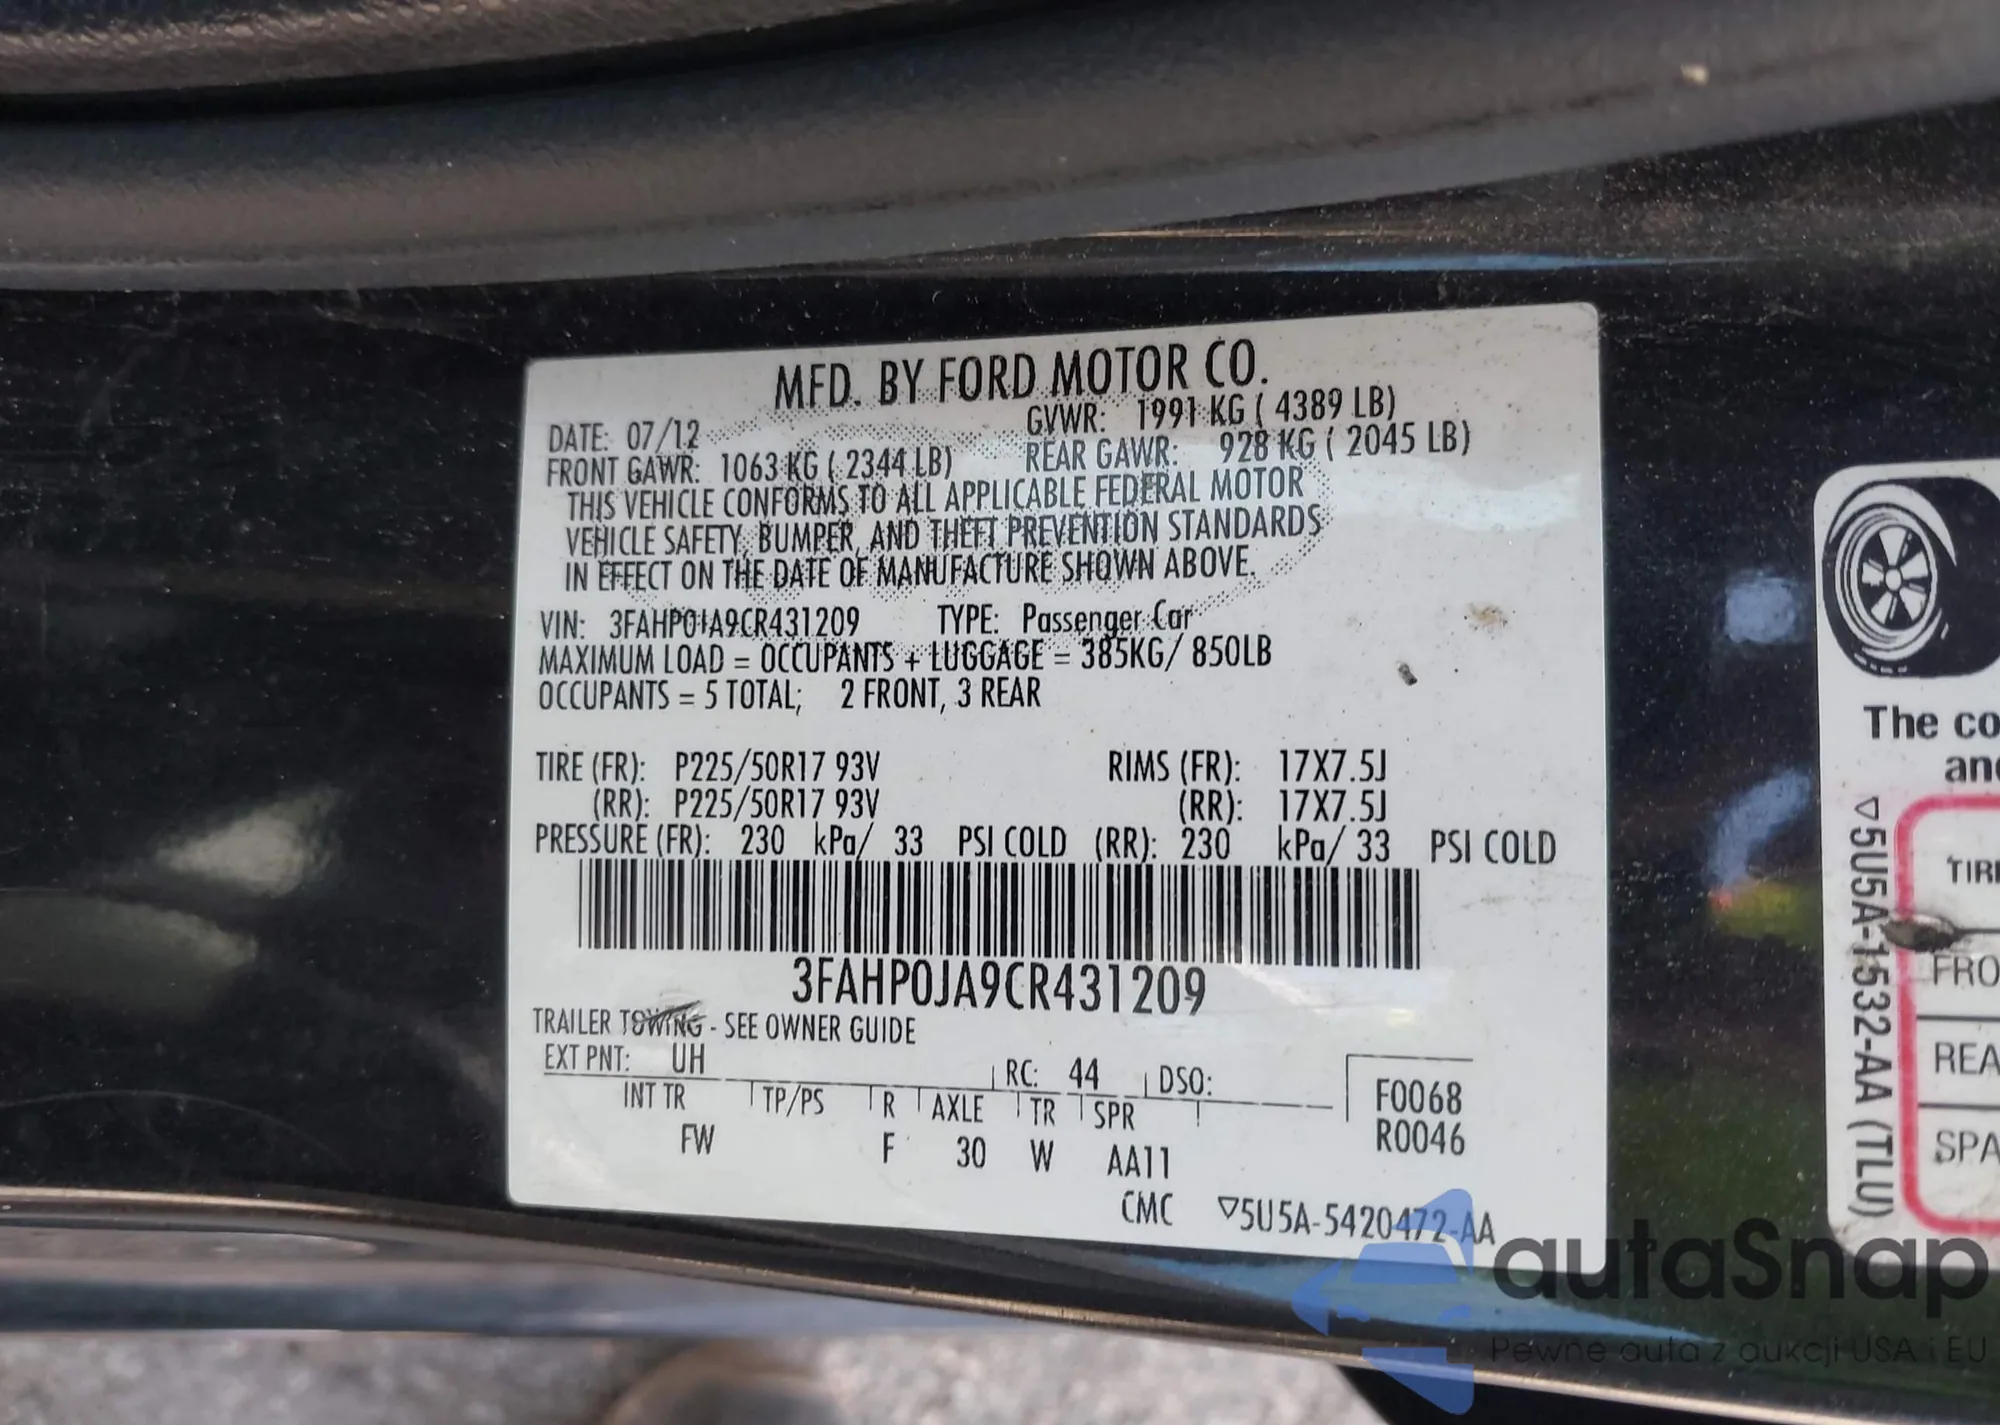 MFD. BY FORD MOTOR CO.
DATE: 07/12 GVWR: 1991 KG ( 4389 LB)
FRONT GAWR: 1063 KG ( 2344 LB) REAR GAWR: 928 KG ( 2045 LB)
THIS VEHICLE CONFORMS TO ALL APPLICABLE FEDERAL MOTOR
VEHICLE SAFETY, BUMPER, AND THEFT PREVENTION STANDARDS
IN EFFECT ON THE DATE OF MANUFACTURE SHOWN ABOVE.
VIN: 3FAHP0JA9CR431209 TYPE: Passenger Car
MAXIMUM LOAD = OCCUPANTS + LUGGAGE = 385KG/ 850LB
OCCUPANTS = 5 TOTAL; 2 FRONT, 3 REAR
TIRE (FR): P225/50R17 93V RIMS (FR): 17X7.5J
(RR): P225/50R17 93V (RR): 17X7.5J
PRESSURE (FR): 230 kPa/ 33 PSI COLD (RR): 230 kPa/ 33 PSI COLD
3FAHP0JA9CR431209
TRAILER TOWING - SEE OWNER GUIDE
EXT PNT: UH RC: 44 DSO:
INT TR TP/PS R AXLE TR SPR
FW F 30 W AA11
F0068
R0046
CMC ▽5U5A-5420472-AA
The co
and
▽5U5A-1532-AA (TLU)
TIRE
FRO
REA
SPA
autaSnap
Pewne auta z aukcji USA i EU